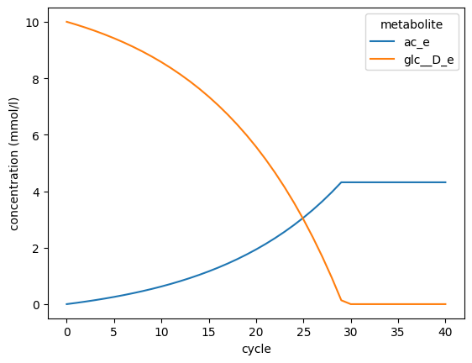 metabolite
ac_e
glc__D_e
concentration (mmol/l)
10
8
6
4
2
0
0 5 10 15 20 25 30 35 40
cycle